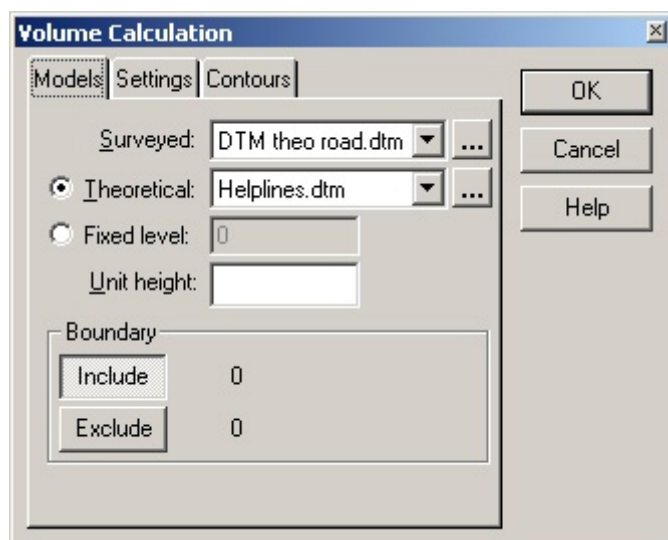 Volume Calculation
Models Settings Contours
OK
Surveyed: DTM theo road.dtm ...
Cancel
Theoretical: Helplines.dtm ...
Help
Fixed level: 0
Unit height:
Boundary
Include 0
Exclude 0